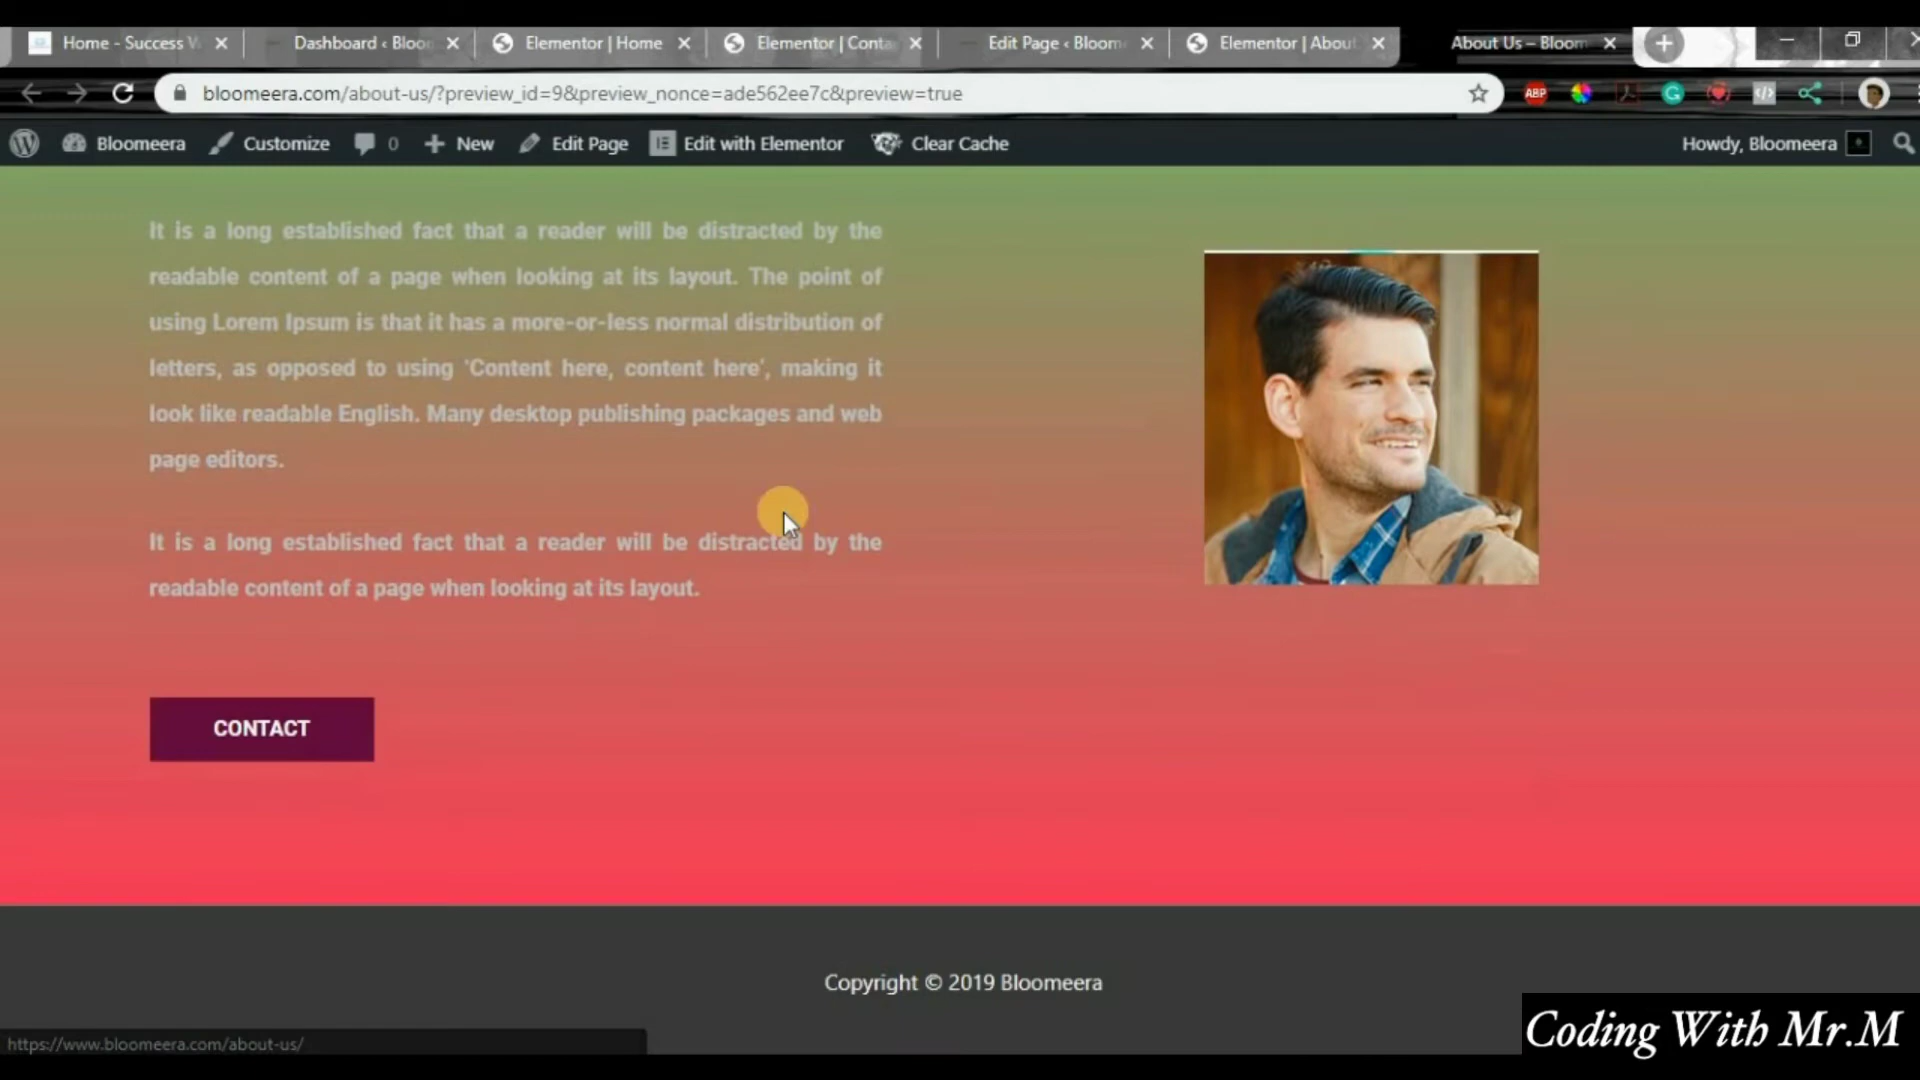 Home - Success W
Dashboard ‹ Bloo
Elementor | Home
Elementor | Conta
Edit Page ‹ Bloom
Elementor | About
About Us – Bloom
bloomeera.com/about-us/?preview_id=9&preview_nonce=ade562ee7c&preview=true
ABP
Bloomeera
Customize
0
New
Edit Page
Edit with Elementor
Clear Cache
Howdy, Bloomeera
It is a long established fact that a reader will be distracted by the
readable content of a page when looking at its layout. The point of
using Lorem Ipsum is that it has a more-or-less normal distribution of
letters, as opposed to using 'Content here, content here', making it
look like readable English. Many desktop publishing packages and web
page editors.
It is a long established fact that a reader will be distracted by the
readable content of a page when looking at its layout.
CONTACT
Copyright © 2019 Bloomeera
Coding With Mr.M
https://www.bloomeera.com/about-us/